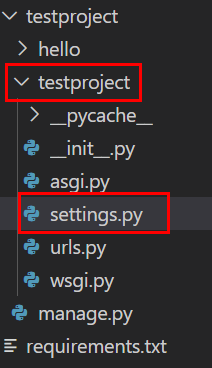 testproject
hello
testproject
__pycache__
__init__.py
asgi.py
settings.py
urls.py
wsgi.py
manage.py
requirements.txt